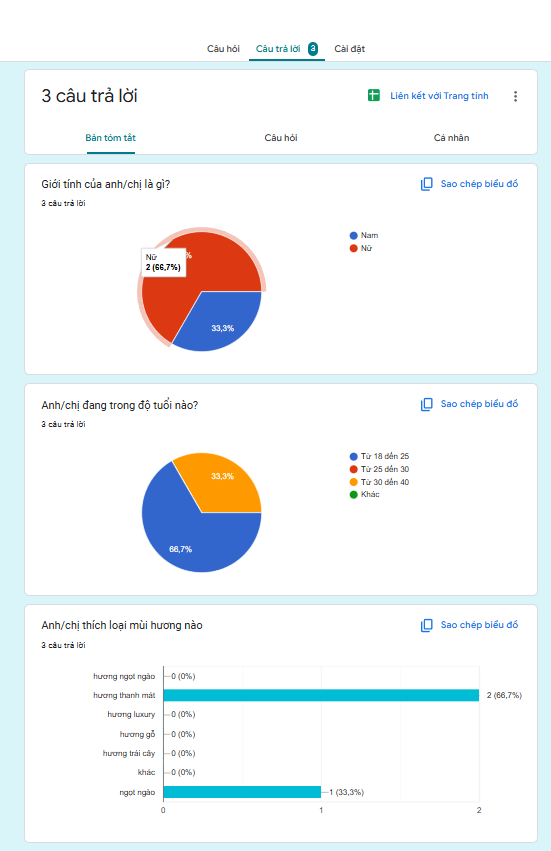 Câu hỏi Câu trả lời 3 Cài đặt
3 câu trả lời Liên kết với Trang tính
Bản tóm tắt Câu hỏi Cá nhân
Giới tính của anh/chị là gì? Sao chép biểu đồ
3 câu trả lời
Nam
Nữ
Nữ
2 (66,7%)
%
33,3%
Anh/chị đang trong độ tuổi nào? Sao chép biểu đồ
3 câu trả lời
Từ 18 dến 25
Từ 25 dến 30
Từ 30 dến 40
Khác
33,3%
66,7%
Anh/chị thích loại mùi hương nào Sao chép biểu đồ
3 câu trả lời
hương ngọt ngào 0 (0%)
hương thanh mát 2 (66,7%)
hương luxury 0 (0%)
hương gỗ 0 (0%)
hương trái cây 0 (0%)
khác 0 (0%)
ngọt ngào 1 (33,3%)
0 1 2